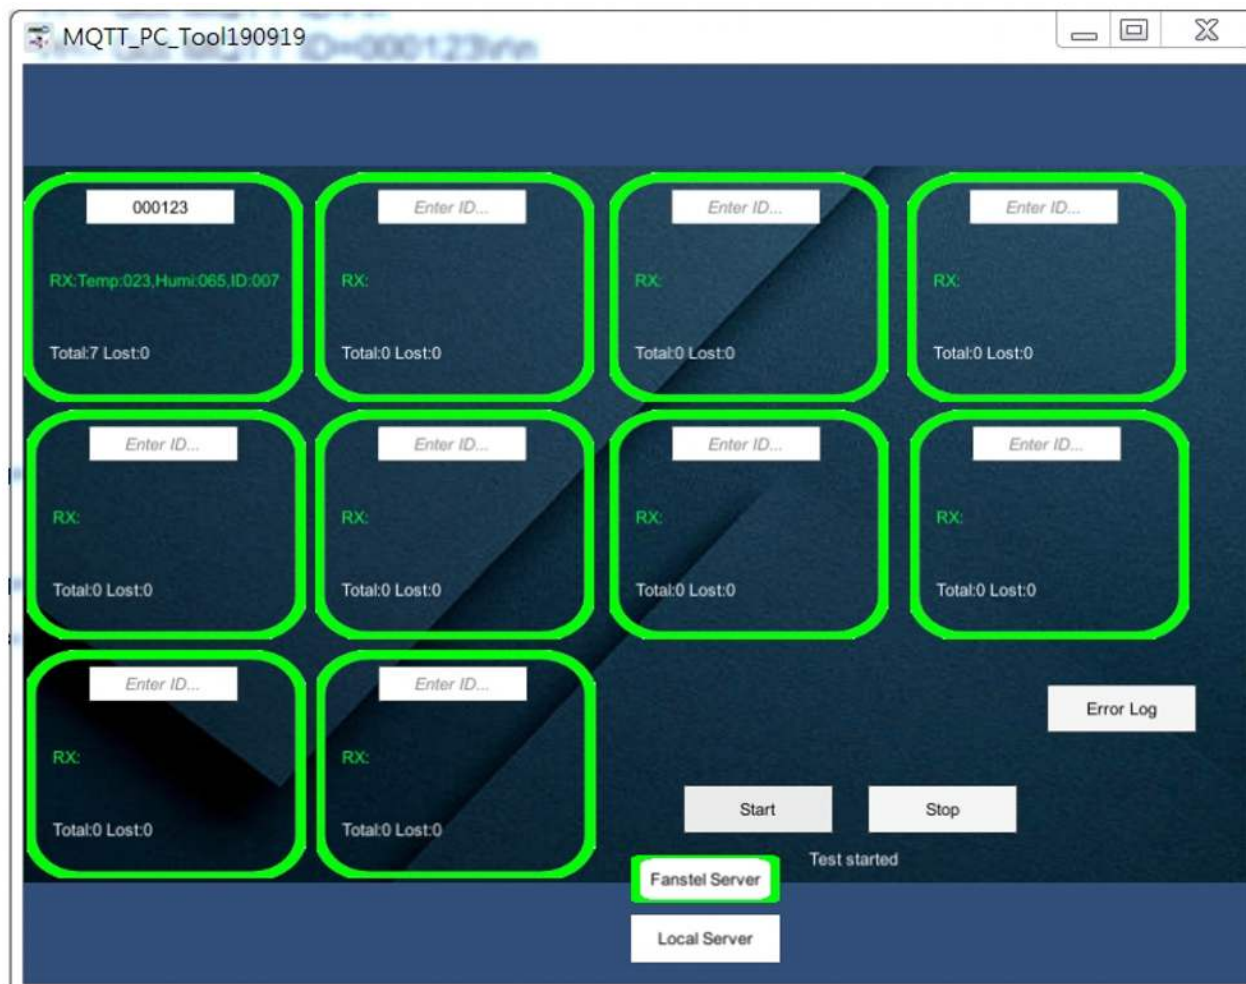 MQTT_PC_Tool190919
000123
Enter ID...
Enter ID...
Enter ID...
RX:Temp:023,Humi:065,ID:007
RX:
RX:
RX:
Total:7 Lost:0
Total:0 Lost:0
Total:0 Lost:0
Total:0 Lost:0
Enter ID...
Enter ID...
Enter ID...
Enter ID...
RX:
RX:
RX:
RX:
Total:0 Lost:0
Total:0 Lost:0
Total:0 Lost:0
Total:0 Lost:0
Enter ID...
Enter ID...
RX:
RX:
Total:0 Lost:0
Total:0 Lost:0
Error Log
Start
Stop
Test started
Fanstel Server
Local Server